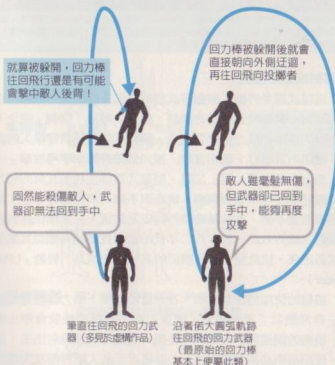 就算被躲開，回力棒
往回飛行還是有可能
會擊中敵人後背！
回力棒被躲開後就會
直接朝向外側迂迴，
再往回飛向投擲者
固然能殺傷敵人，武
器卻無法回到手中
敵人雖毫髮無傷，
但武器卻已回到
手中，能夠再度
攻擊
筆直往回飛的回力武
器（多見於虛構作品）
沿著偌大圓弧軌跡
往回飛的回力武器
（最原始的回力棒
基本上便屬此類）